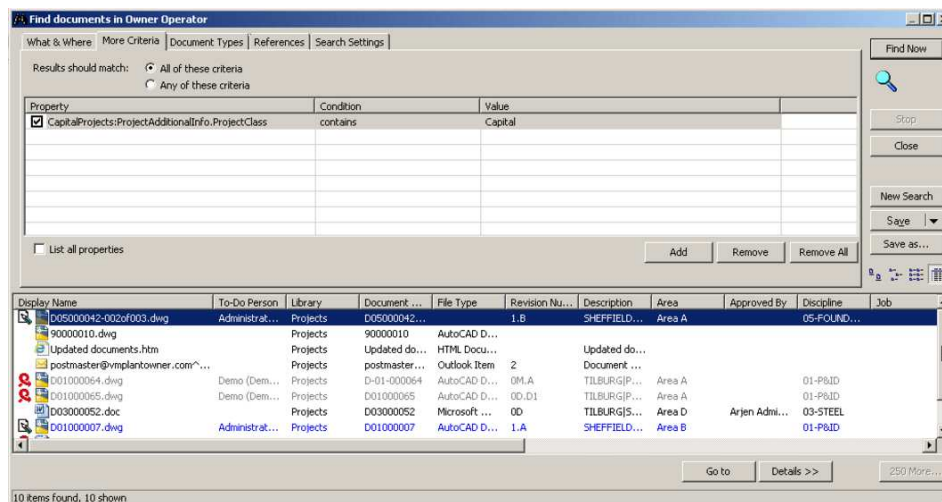 Find documents in Owner Operator
What & Where More Criteria Document Types References Search Settings
Find Now
Results should match: All of these criteria
Any of these criteria
Property Condition Value
CapitalProjects:ProjectAdditionalInfo.ProjectClass contains Capital
Stop
Close
New Search
Save
Save as...
List all properties Add Remove Remove All
Display Name To-Do Person Library Document ... File Type Revision Nu... Description Area Approved By Discipline Job
D05000042-002of003.dwg Administrat... Projects D05000042... 1.B SHEFFIELD... Area A 05-FOUND...
90000010.dwg Projects 90000010 AutoCAD D...
Updated documents.htm Projects Updated do... HTML Docu... Updated do...
postmaster@vmplantowner.com^... Projects postmaster... Outlook Item 2 Document ...
D01000064.dwg Demo (Dem... Projects D-01-000064 AutoCAD D... 0M.A TILBURG|P... Area A 01-P&ID
D01000065.dwg Demo (Dem... Projects D01000065 AutoCAD D... 0D.D1 TILBURG|P... Area A 01-P&ID
D03000052.doc Projects D03000052 Microsoft ... 0D TILBURG|S... Area D Arjen Admi... 03-STEEL
D01000007.dwg Administrat... Projects D01000007 AutoCAD D... 1.A SHEFFIELD... Area B 01-P&ID
Go to Details >> 250 More...
10 items found, 10 shown